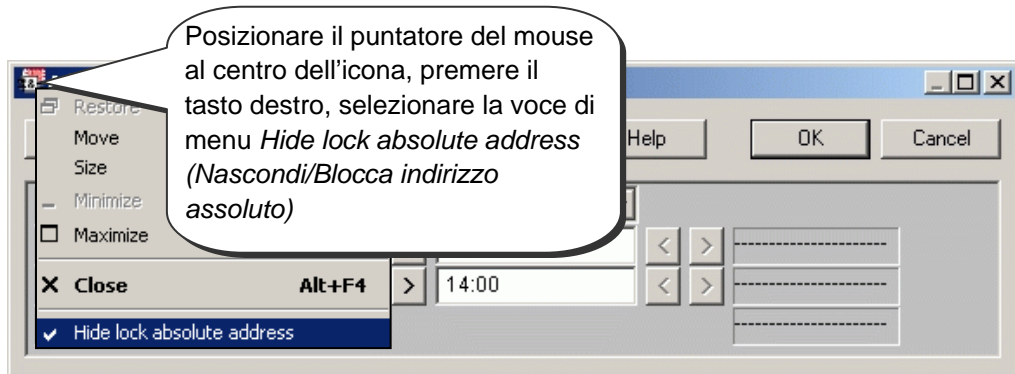 Posizionare il puntatore del mouse
al centro dell'icona, premere il
tasto destro, selezionare la voce di
menu Hide lock absolute address
(Nascondi/Blocca indirizzo
assoluto)
Restore
Move
Size
Minimize
Maximize
Close Alt+F4
Hide lock absolute address
Help
OK
Cancel
< >
> 14:00 < >